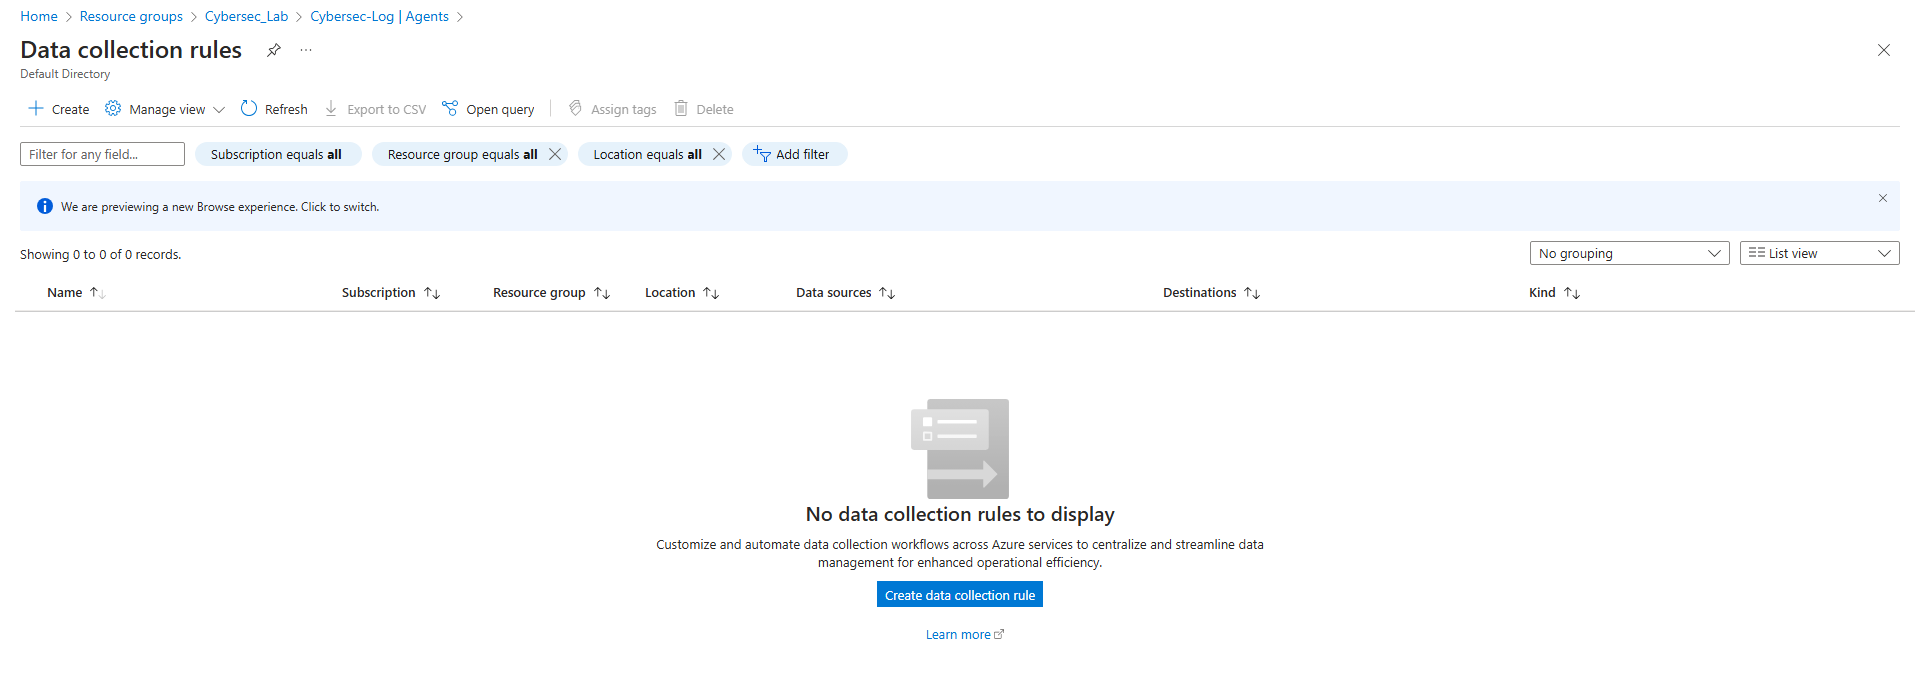 Home > Resource groups > Cybersec_Lab > Cybersec-Log | Agents >
Data collection rules ...
Default Directory
Create Manage view Refresh Export to CSV Open query Assign tags Delete
Filter for any field... Subscription equals all Resource group equals all Location equals all Add filter
We are previewing a new Browse experience. Click to switch.
Showing 0 to 0 of 0 records. No grouping List view
Name Subscription Resource group Location Data sources Destinations Kind
No data collection rules to display
Customize and automate data collection workflows across Azure services to centralize and streamline data
management for enhanced operational efficiency.
Create data collection rule
Learn more